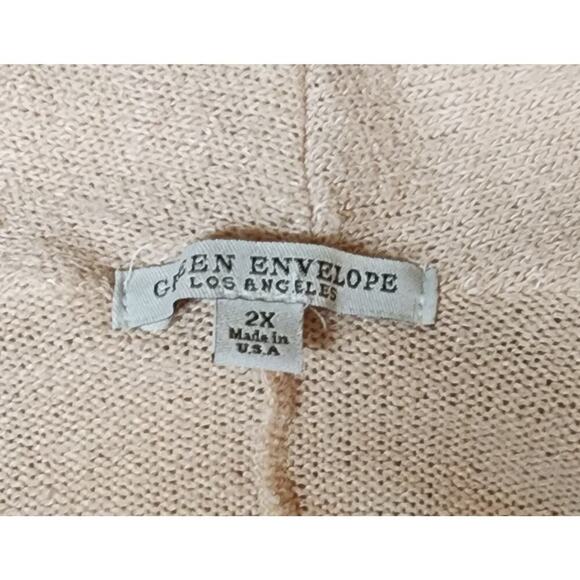 GREEN ENVELOPE
LOS ANGELES
2X
Made in
U.S.A